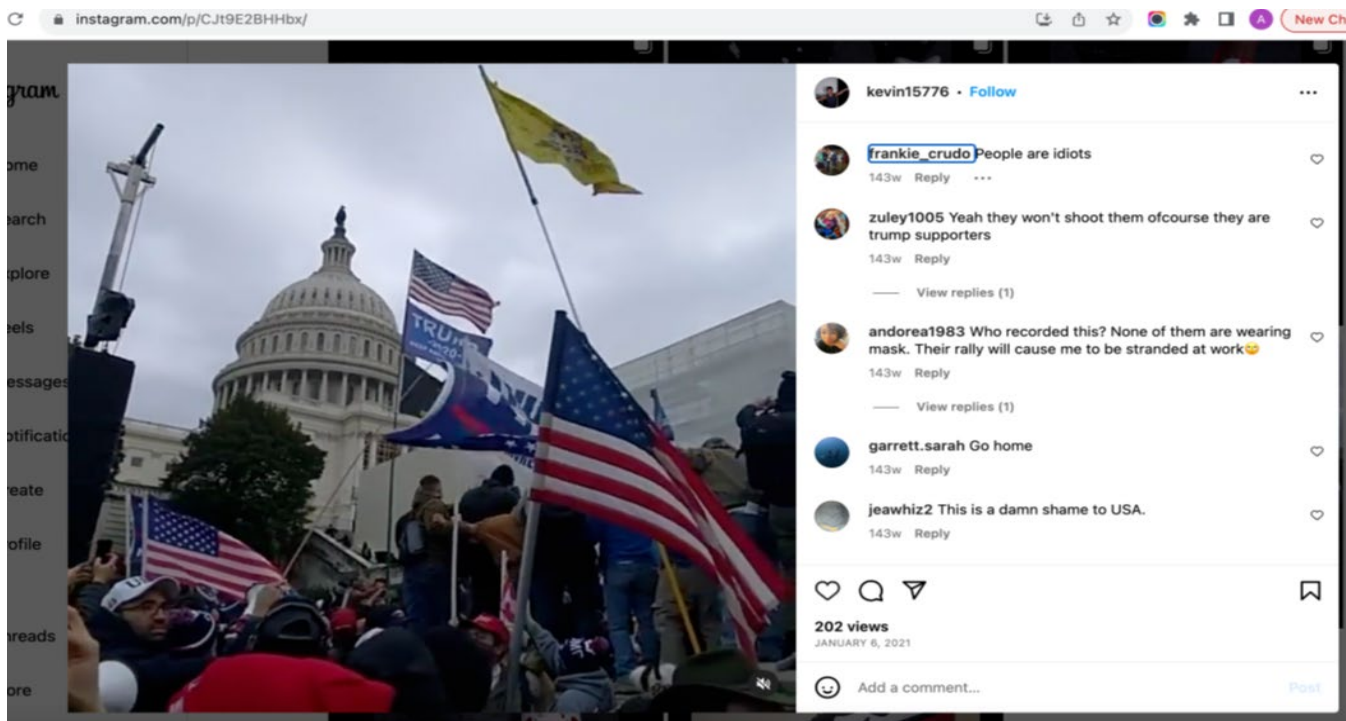 instagram.com/p/CJt9E2BHHbx/
New Ch
gram
ome
earch
xplore
eels
essages
otificatio
reate
ofile
hreads
ore
TRUMP
-2020-
kevin15776 • Follow
frankie_crudo People are idiots
143w Reply
zuley1005 Yeah they won't shoot them ofcourse they are
trump supporters
143w Reply
View replies (1)
andorea1983 Who recorded this? None of them are wearing
mask. Their rally will cause me to be stranded at work😅
143w Reply
View replies (1)
garrett.sarah Go home
143w Reply
jeawhiz2 This is a damn shame to USA.
143w Reply
202 views
JANUARY 6, 2021
Add a comment...
Post